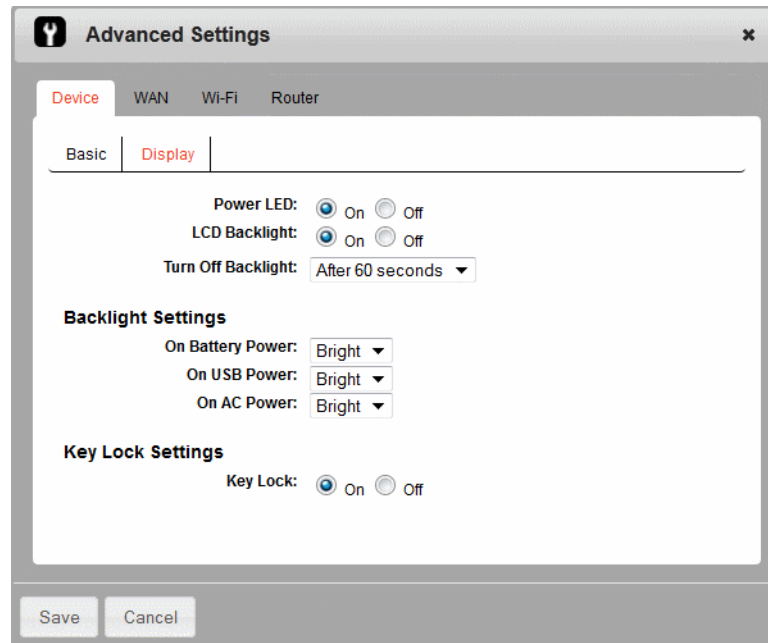 Advanced Settings
Device WAN Wi-Fi Router
Basic Display
Power LED: On Off
LCD Backlight: On Off
Turn Off Backlight: After 60 seconds
Backlight Settings
On Battery Power: Bright
On USB Power: Bright
On AC Power: Bright
Key Lock Settings
Key Lock: On Off
Save Cancel